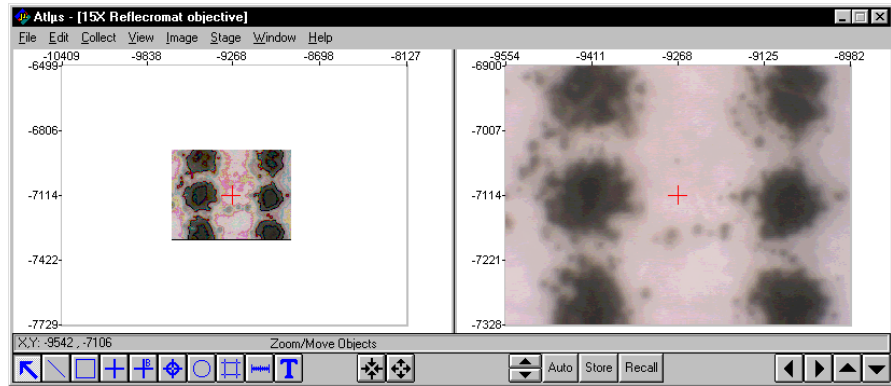 Atlµs - [15X Reflecromat objective]
File Edit Collect View Image Stage Window Help
-10409 -9838 -9268 -8698 -8127
-6499
-6806
-7114
-7422
-7729
-9554 -9411 -9268 -9125 -8982
-6900
-7007
-7114
-7221
-7328
X,Y: -9542 , -7106 Zoom/Move Objects
B T Auto Store Recall